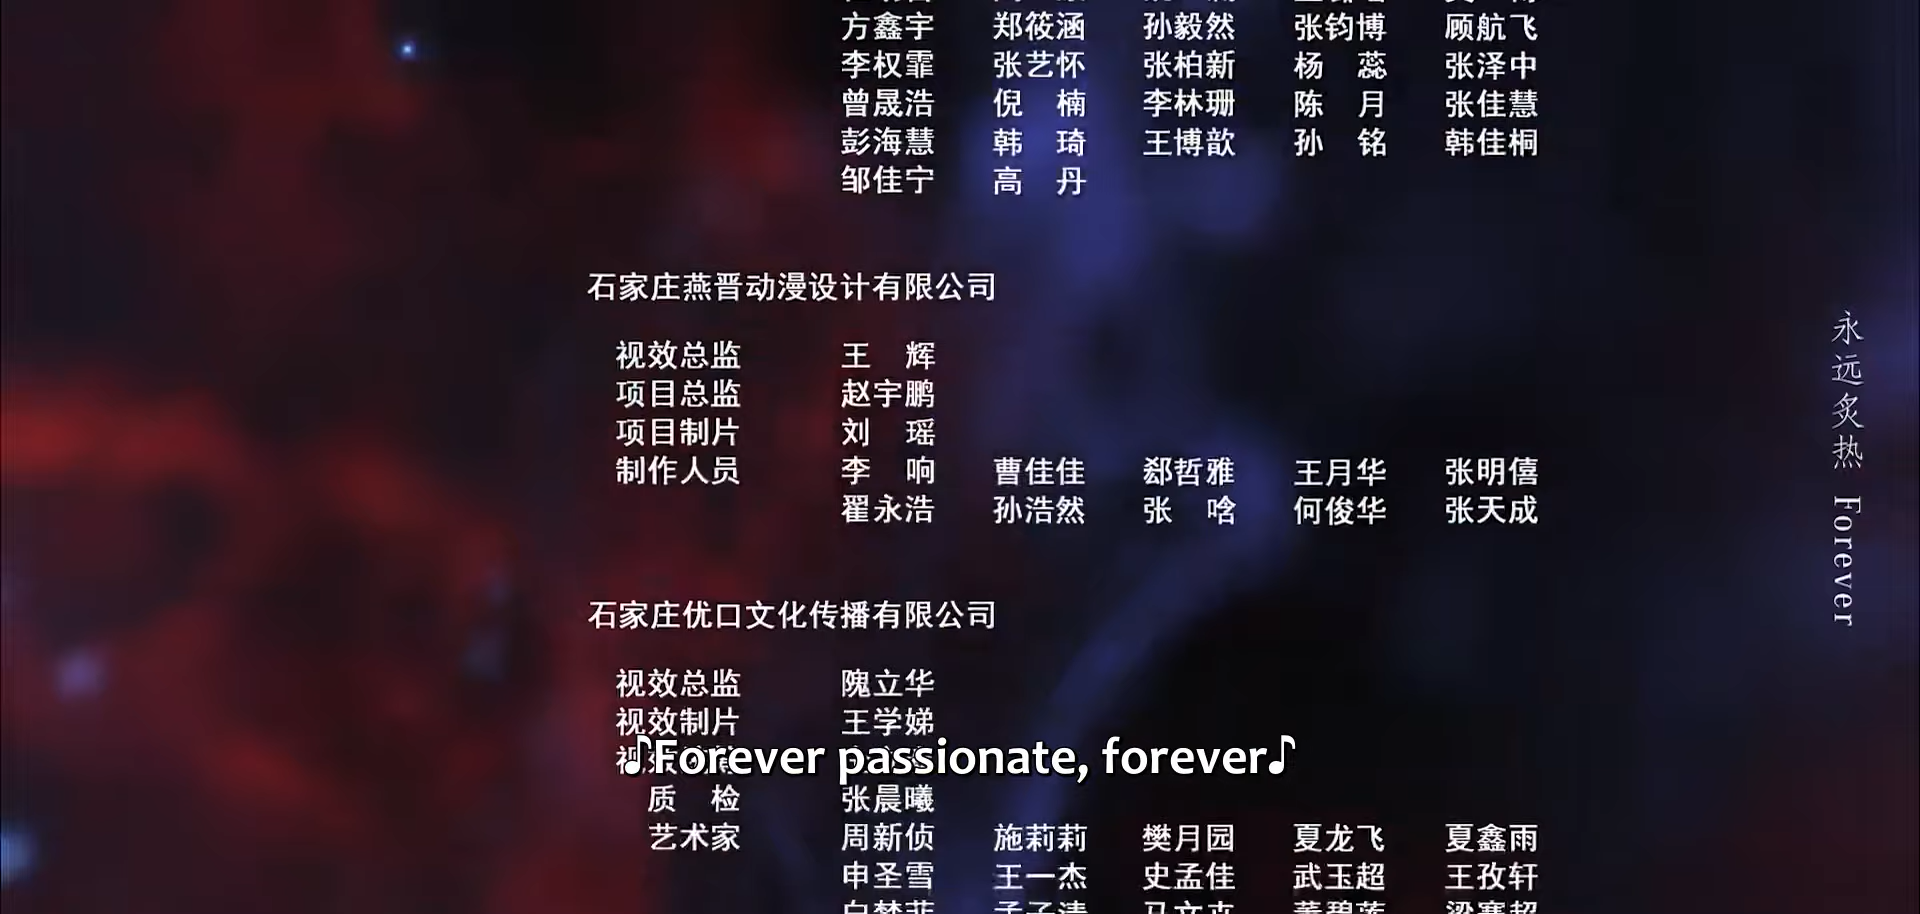 方鑫宇 郑筱涵 孙毅然 张钧博 顾航飞
李权霏 张艺怀 张柏新 杨 蕊 张泽中
曾晟浩 倪 楠 李林珊 陈 月 张佳慧
彭海慧 韩 琦 王博歆 孙 铭 韩佳桐
邹佳宁 高 丹
石家庄燕晋动漫设计有限公司
视效总监 王 辉
项目总监 赵宇鹏
项目制片 刘 瑶
制作人员 李 响 曹佳佳 郄哲雅 王月华 张明僖
翟永浩 孙浩然 张 晗 何俊华 张天成
石家庄优口文化传播有限公司
视效总监 隗立华
视效制片 王学娣
♪Forever passionate, forever♪
质 检 张晨曦
艺术家 周新侦 施莉莉 樊月园 夏龙飞 夏鑫雨
申圣雪 王一杰 史孟佳 武玉超 王孜轩
永远炙热 Forever